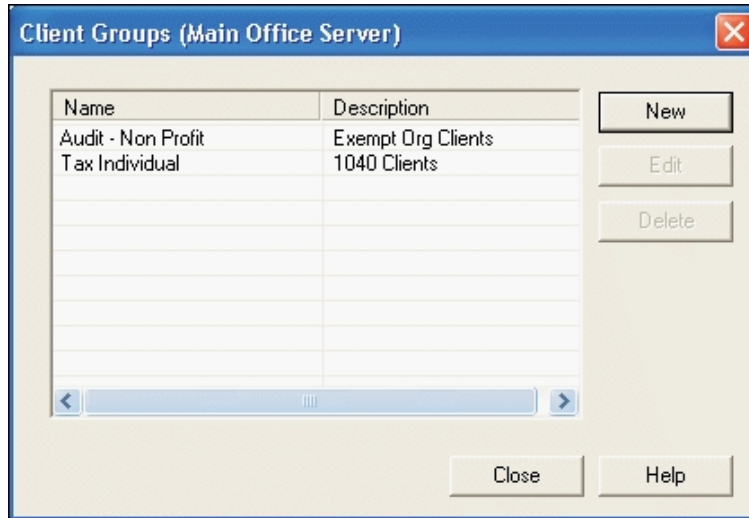 Client Groups (Main Office Server)
Name Description
Audit - Non Profit Exempt Org Clients
Tax Individual 1040 Clients
New
Edit
Delete
Close Help